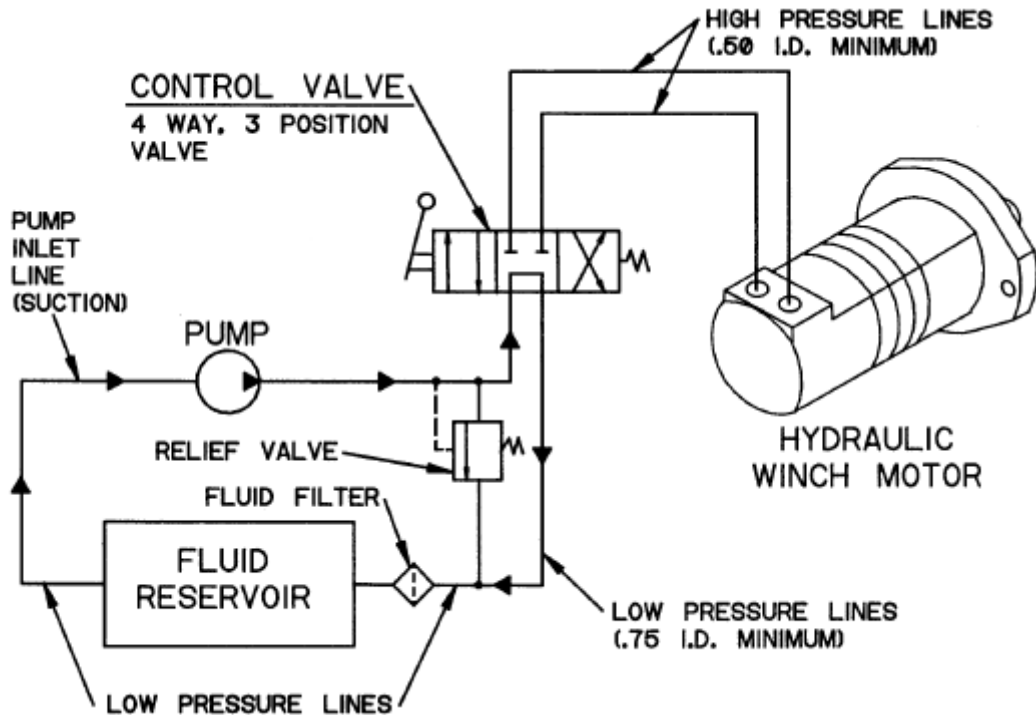 HIGH PRESSURE LINES
(.50 I.D. MINIMUM)
CONTROL VALVE
4 WAY, 3 POSITION
VALVE
PUMP
INLET
LINE
(SUCTION)
PUMP
RELIEF VALVE
HYDRAULIC
WINCH MOTOR
FLUID FILTER
FLUID
RESERVOIR
LOW PRESSURE LINES
(.75 I.D. MINIMUM)
LOW PRESSURE LINES